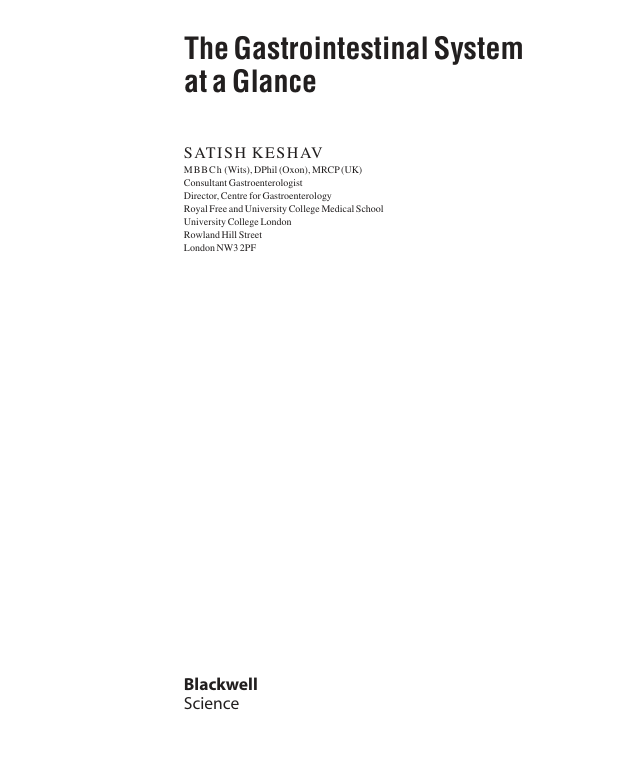 The Gastrointestinal System
at a Glance
SATISH KESHAV
MBBCh (Wits), DPhil (Oxon), MRCP (UK)
Consultant Gastroenterologist
Director, Centre for Gastroenterology
Royal Free and University College Medical School
University College London
Rowland Hill Street
London NW3 2PF
Blackwell
Science